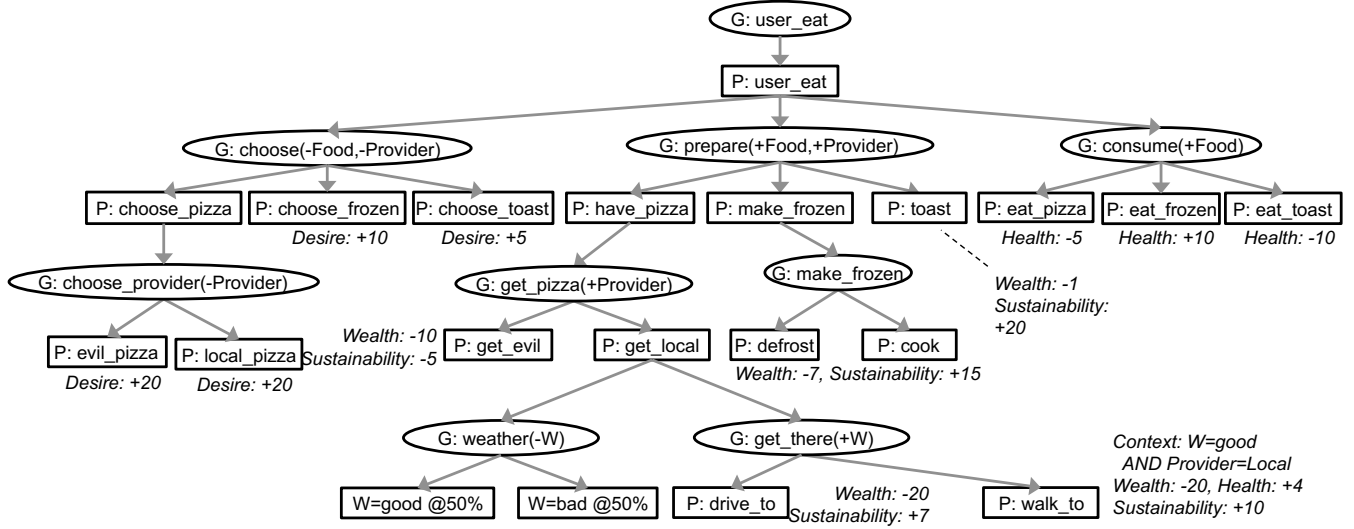 G: user_eat
P: user_eat
G: choose(-Food,-Provider)
G: prepare(+Food,+Provider)
G: consume(+Food)
P: choose_pizza
P: choose_frozen
P: choose_toast
P: have_pizza
P: make_frozen
P: toast
P: eat_pizza
P: eat_frozen
P: eat_toast
Desire: +10
Desire: +5
Health: -5
Health: +10
Health: -10
G: choose_provider(-Provider)
G: get_pizza(+Provider)
G: make_frozen
Wealth: -1
Sustainability:
+20
P: evil_pizza
P: local_pizza
Desire: +20
Desire: +20
Wealth: -10
Sustainability: -5
P: get_evil
P: get_local
P: defrost
P: cook
Wealth: -7, Sustainability: +15
G: weather(-W)
G: get_there(+W)
W=good @50%
W=bad @50%
P: drive_to
Wealth: -20
Sustainability: +7
P: walk_to
Context: W=good
AND Provider=Local
Wealth: -20, Health: +4
Sustainability: +10